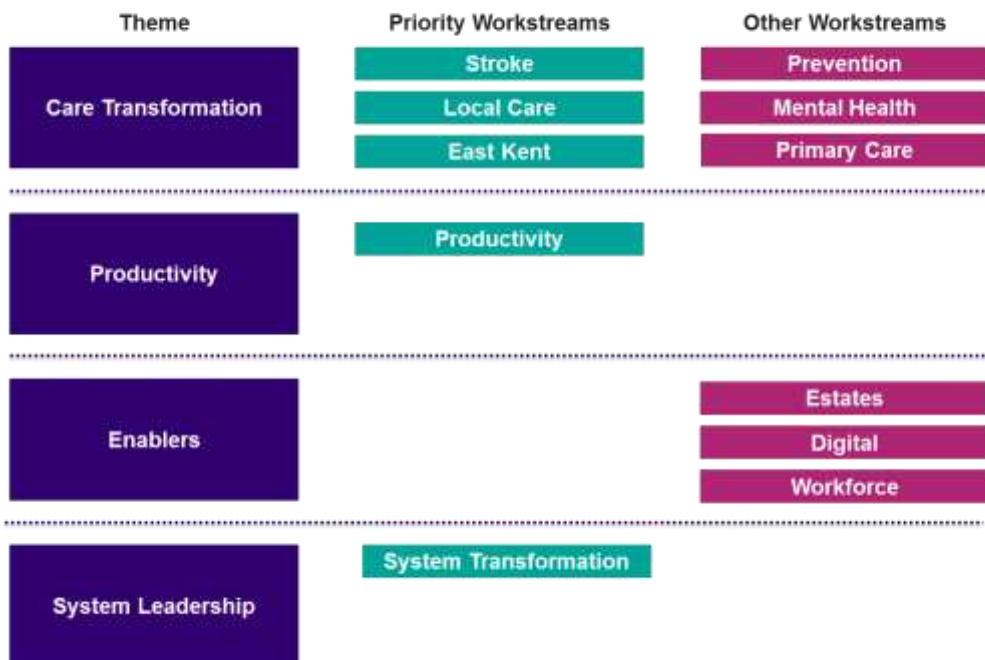 Theme
Priority Workstreams
Other Workstreams
Care Transformation
Stroke
Local Care
East Kent
Prevention
Mental Health
Primary Care
Productivity
Productivity
Enablers
Estates
Digital
Workforce
System Leadership
System Transformation